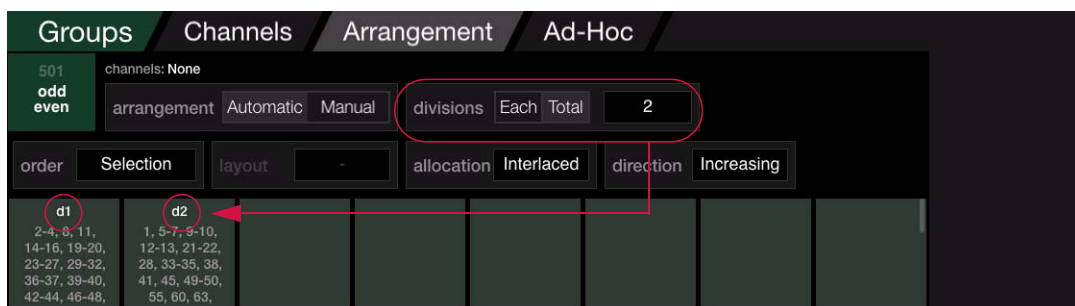 Groups Channels Arrangement Ad-Hoc
501
odd
even
channels: None
arrangement Automatic Manual divisions Each Total 2
order Selection layout - allocation Interlaced direction Increasing
d1
2-4, 8, 11,
14-16, 19-20,
23-27, 29-32,
36-37, 39-40,
42-44, 46-48,
d2
1, 5-7, 9-10,
12-13, 21-22,
28, 33-35, 38,
41, 45, 49-50,
55, 60, 63,